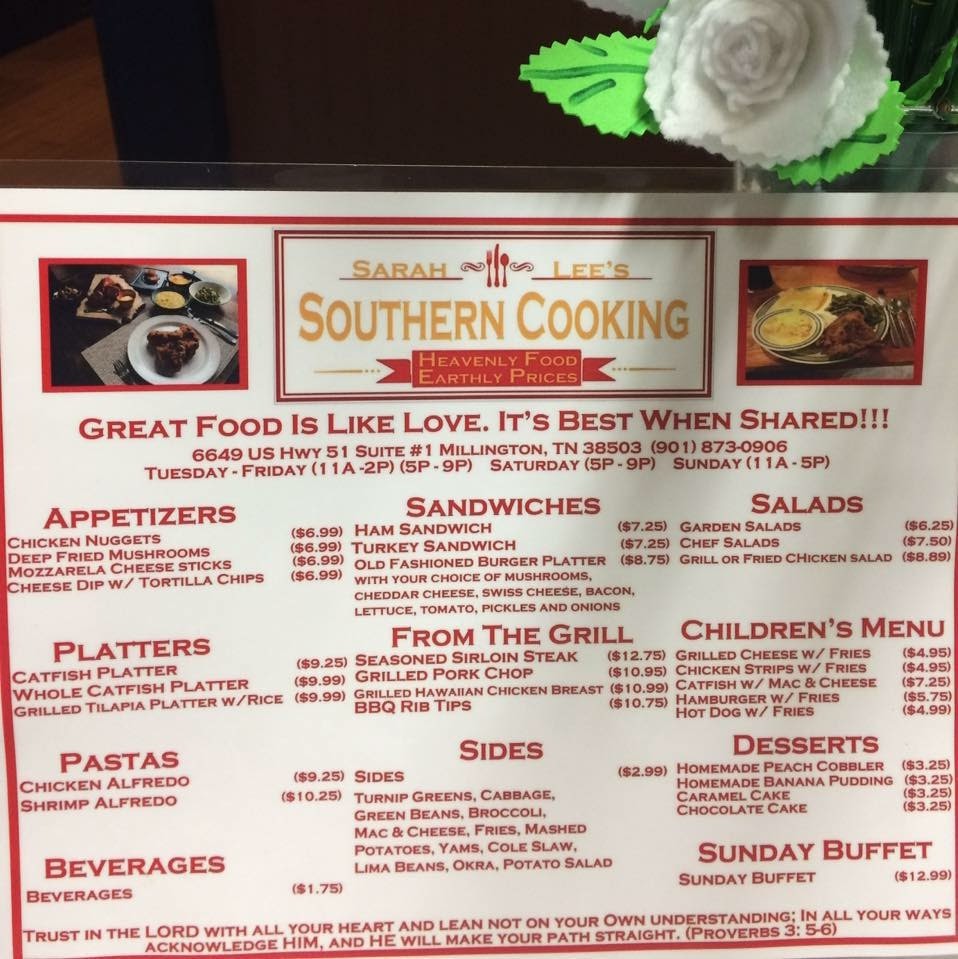 SARAH LEE'S
SOUTHERN COOKING
HEAVENLY FOOD
EARTHLY PRICES
GREAT FOOD IS LIKE LOVE. IT'S BEST WHEN SHARED!!!
6649 US HWY 51 SUITE #1 MILLINGTON, TN 38503 (901) 873-0906
TUESDAY - FRIDAY (11A -2P) (5P - 9P) SATURDAY (5P - 9P) SUNDAY (11A - 5P)
APPETIZERS
CHICKEN NUGGETS ($6.99)
DEEP FRIED MUSHROOMS ($6.99)
MOZZARELA CHEESE STICKS ($6.99)
CHEESE DIP W/ TORTILLA CHIPS ($6.99)
PLATTERS
CATFISH PLATTER ($9.25)
WHOLE CATFISH PLATTER ($9.99)
GRILLED TILAPIA PLATTER W/RICE ($9.99)
PASTAS
CHICKEN ALFREDO ($9.25)
SHRIMP ALFREDO ($10.25)
BEVERAGES
BEVERAGES ($1.75)
SANDWICHES
HAM SANDWICH ($7.25)
TURKEY SANDWICH ($7.25)
OLD FASHIONED BURGER PLATTER ($8.75)
WITH YOUR CHOICE OF MUSHROOMS,
CHEDDAR CHEESE, SWISS CHEESE, BACON,
LETTUCE, TOMATO, PICKLES AND ONIONS
FROM THE GRILL
SEASONED SIRLOIN STEAK ($12.75)
GRILLED PORK CHOP ($10.95)
GRILLED HAWAIIAN CHICKEN BREAST ($10.99)
BBQ RIB TIPS ($10.75)
SIDES
SIDES ($2.99)
TURNIP GREENS, CABBAGE,
GREEN BEANS, BROCCOLI,
MAC & CHEESE, FRIES, MASHED
POTATOES, YAMS, COLE SLAW,
LIMA BEANS, OKRA, POTATO SALAD
SALADS
GARDEN SALADS ($6.25)
CHEF SALADS ($7.50)
GRILL OR FRIED CHICKEN SALAD ($8.89)
CHILDREN'S MENU
GRILLED CHEESE W/ FRIES ($4.95)
CHICKEN STRIPS W/ FRIES ($4.95)
CATFISH W/ MAC & CHEESE ($7.25)
HAMBURGER W/ FRIES ($5.75)
HOT DOG W/ FRIES ($4.99)
DESSERTS
HOMEMADE PEACH COBBLER ($3.25)
HOMEMADE BANANA PUDDING ($3.25)
CARAMEL CAKE ($3.25)
CHOCOLATE CAKE ($3.25)
SUNDAY BUFFET
SUNDAY BUFFET ($12.99)
TRUST IN THE LORD WITH ALL YOUR HEART AND LEAN NOT ON YOUR OWN UNDERSTANDING; IN ALL YOUR WAYS
ACKNOWLEDGE HIM, AND HE WILL MAKE YOUR PATH STRAIGHT. (PROVERBS 3: 5-6)